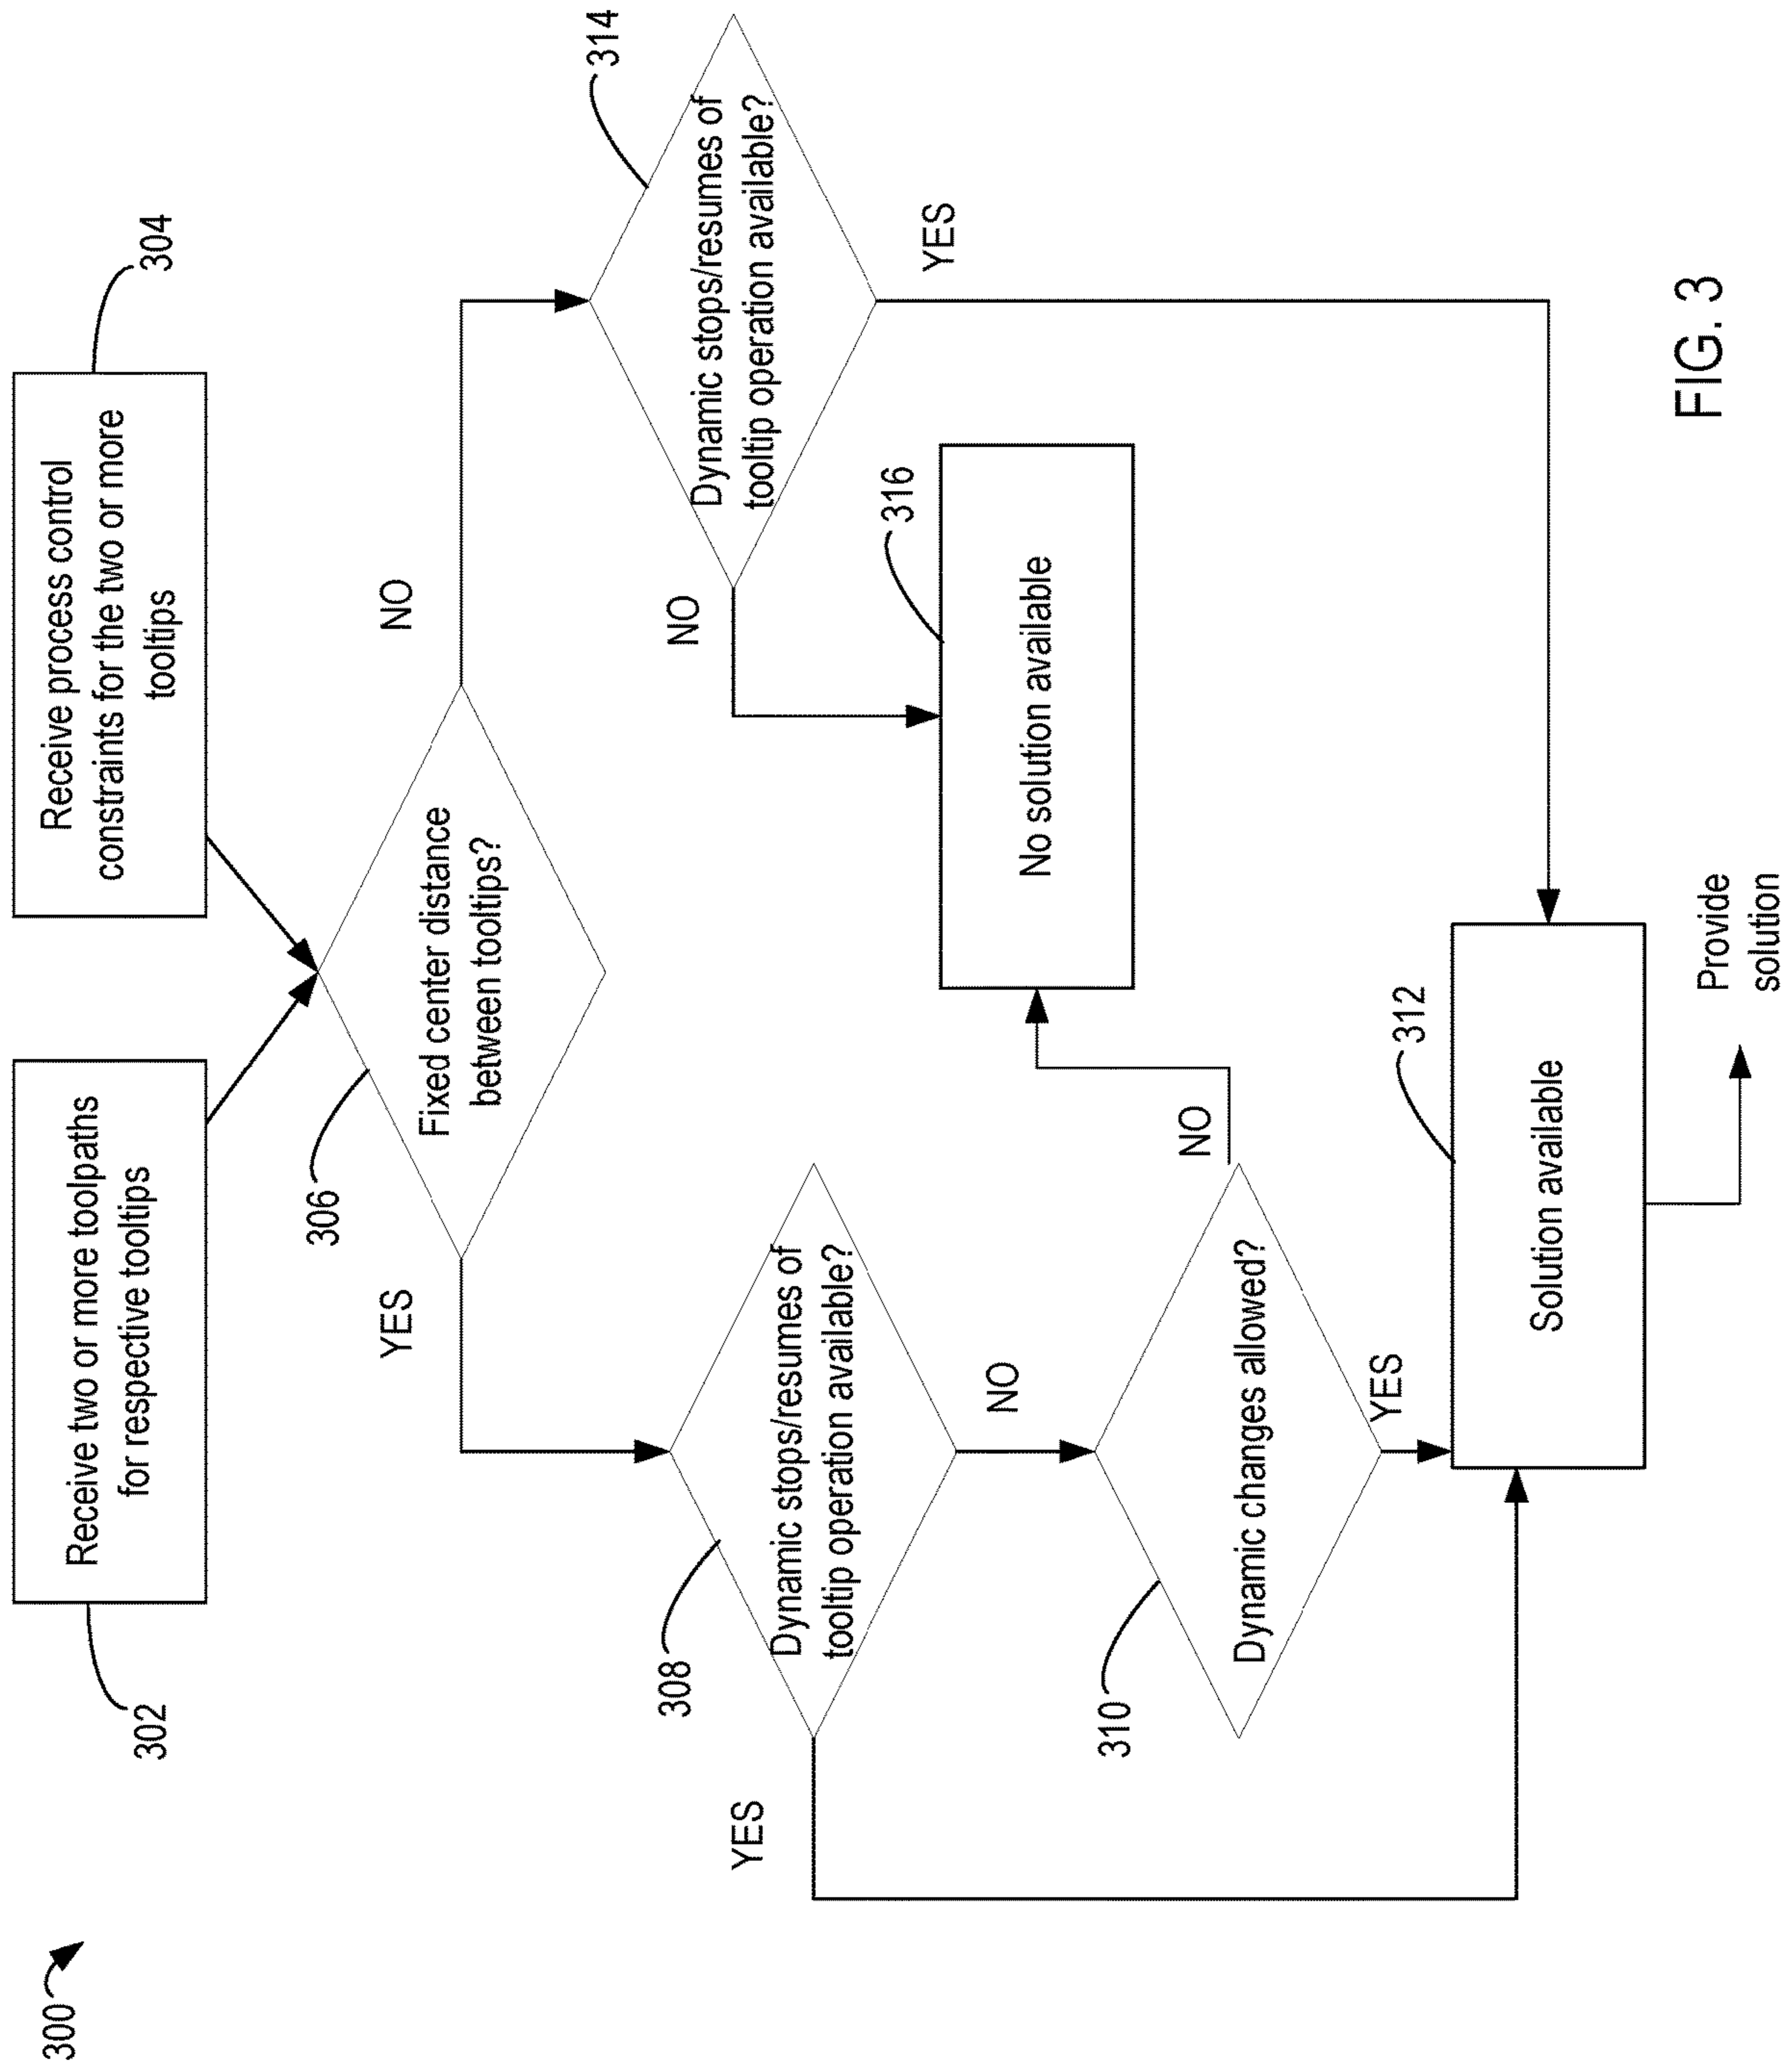 300
302
Receive two or more toolpaths
for respective tooltips
304
Receive process control
constraints for the two or more
tooltips
306
Fixed center distance
between tooltips?
YES
NO
308
Dynamic stops/resumes of
tooltip operation available?
YES
NO
314
Dynamic stops/resumes of
tooltip operation available?
NO
YES
310
Dynamic changes allowed?
NO
YES
316
No solution available
312
Solution available
Provide
solution
FIG. 3